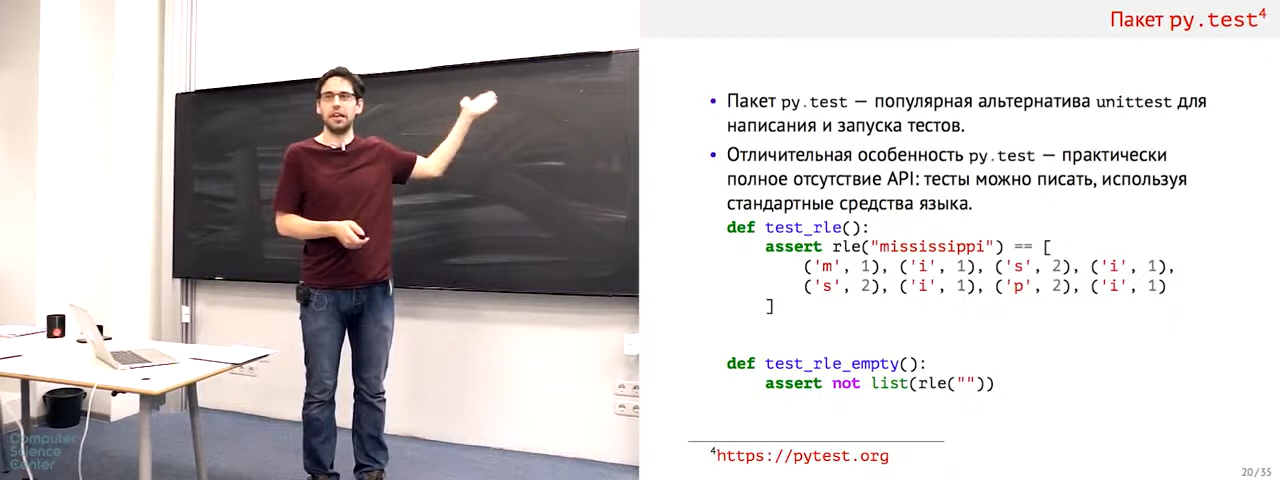 Пакет py.test⁴
• Пакет py.test — популярная альтернатива unittest для
написания и запуска тестов.
• Отличительная особенность py.test — практически
полное отсутствие API: тесты можно писать, используя
стандартные средства языка.
def test_rle():
    assert rle("mississippi") == [
        ('m', 1), ('i', 1), ('s', 2), ('i', 1),
        ('s', 2), ('i', 1), ('p', 2), ('i', 1)
    ]
def test_rle_empty():
    assert not list(rle(""))
⁴https://pytest.org
20/35
Computer
Science
Center